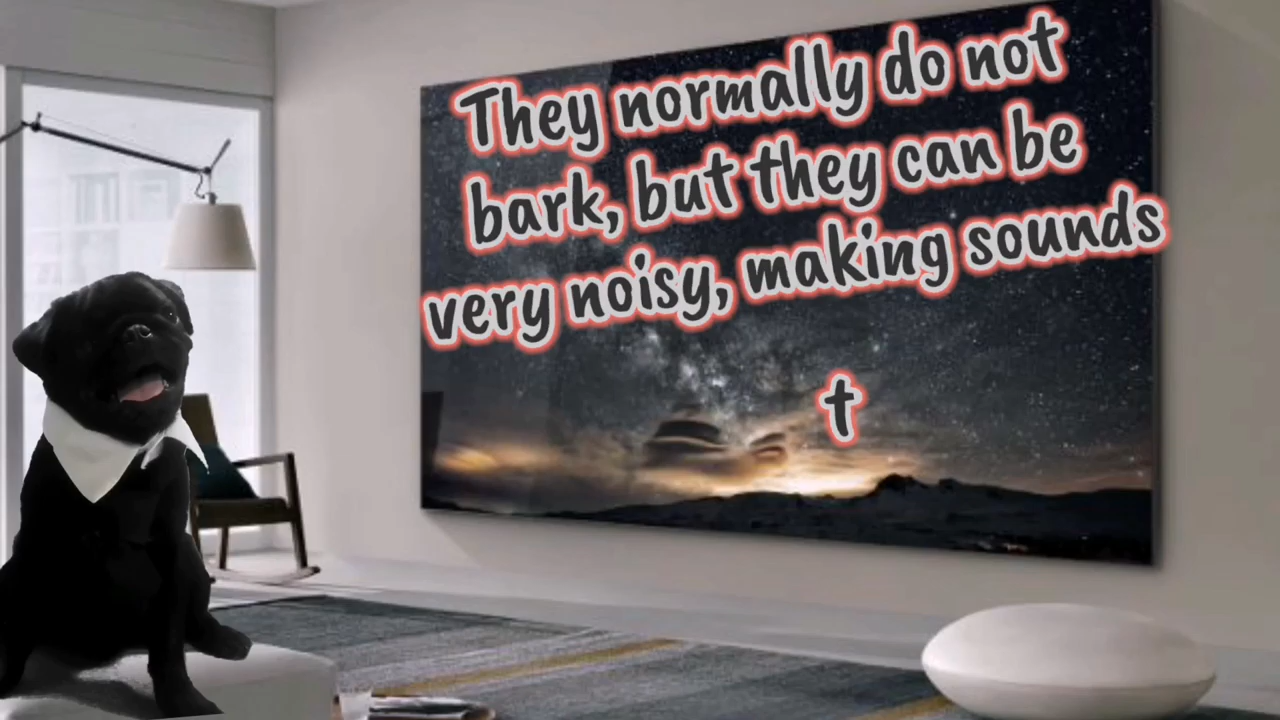 They normally do not
bark, but they can be
very noisy, making sounds
t